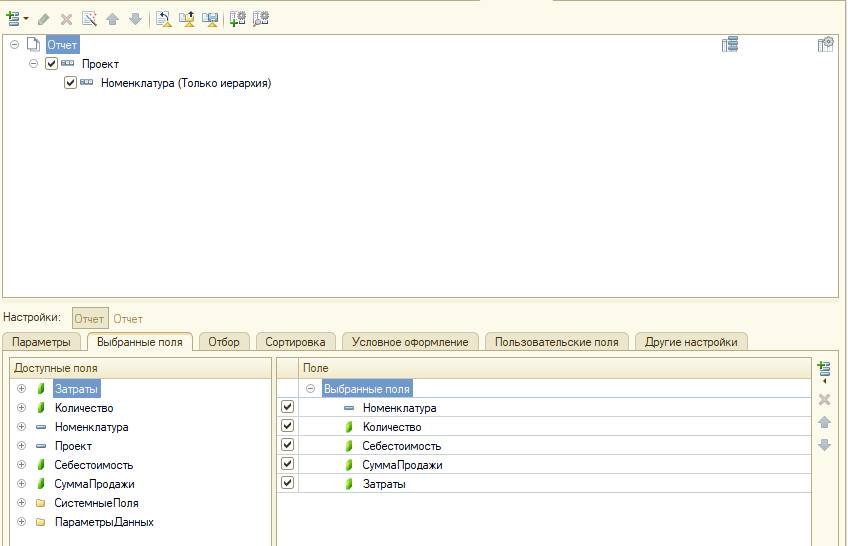 Отчет
Проект
Номенклатура (Только иерархия)
Настройки: Отчет Отчет
Параметры Выбранные поля Отбор Сортировка Условное оформление Пользовательские поля Другие настройки
Доступные поля Поле
Затраты Выбранные поля
Количество Номенклатура
Номенклатура Количество
Проект Себестоимость
Себестоимость СуммаПродажи
СуммаПродажи Затраты
СистемныеПоля
ПараметрыДанных